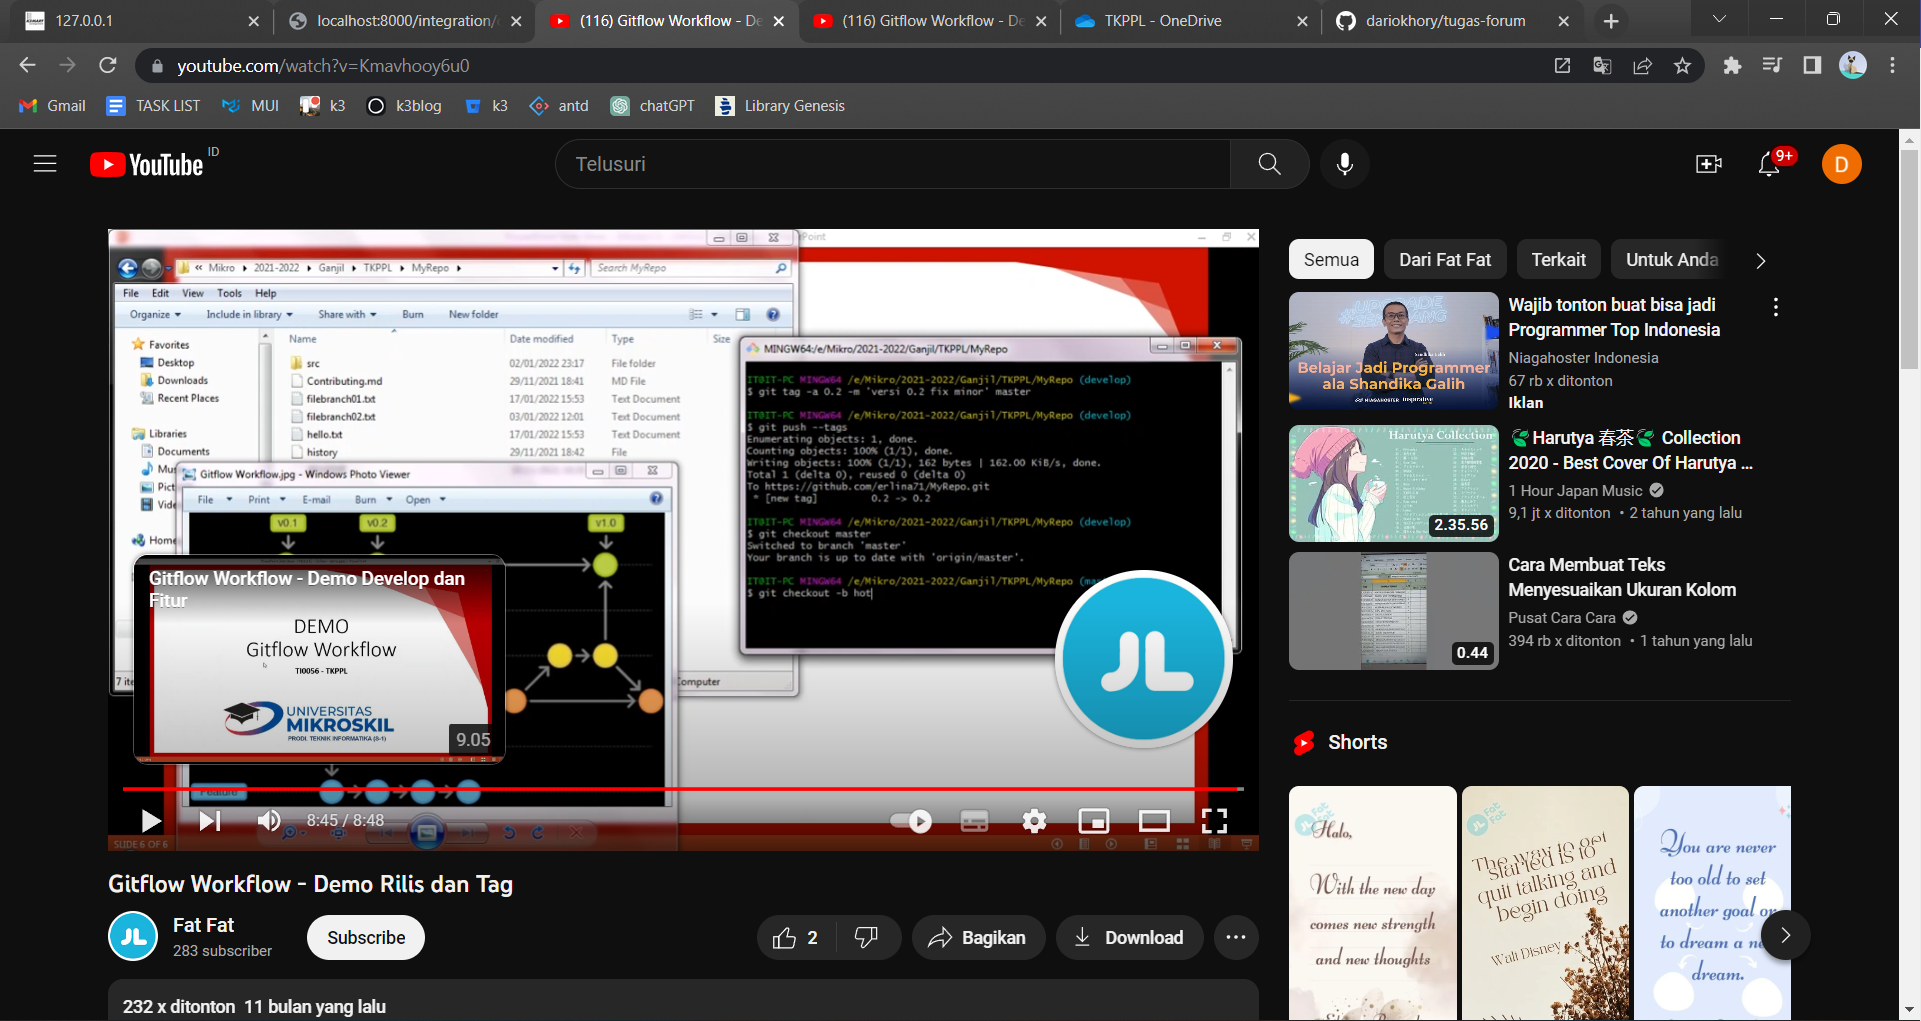 127.0.0.1
localhost:8000/integration/
(116) Gitflow Workflow - De
(116) Gitflow Workflow - De
TKPPL - OneDrive
dariokhory/tugas-forum
youtube.com/watch?v=Kmavhooy6u0
Gmail
TASK LIST
MUI
k3
k3blog
k3
antd
chatGPT
Library Genesis
YouTube ID
Telusuri
9+
D
Mikro
2021-2022
Ganjil
TKPPL
MyRepo
Search MyRepo
File Edit View Tools Help
Organize Include in library Share with Burn New folder
Favorites
Desktop
Downloads
Recent Places
Libraries
Documents
Name Date modified Type Size
src 02/01/2022 23:17 File folder
Contributing.md 29/11/2021 18:41 MD File
filebranch01.txt 17/01/2022 15:53 Text Document
filebranch02.txt 03/01/2022 12:01 Text Document
hello.txt 17/01/2022 15:53 Text Document
history 29/11/2021 18:42 File
Gitflow Workflow.jpg - Windows Photo Viewer
File Print E-mail Burn Open
v0.1 v0.2 v1.0
Feature
Computer
MINGW64:/e/Mikro/2021-2022/Ganjil/TKPPL/MyRepo
IT@IT-PC MINGW64 /e/Mikro/2021-2022/Ganjil/TKPPL/MyRepo (develop)
$ git tag -a 0.2 -m 'versi 0.2 fix minor' master
IT@IT-PC MINGW64 /e/Mikro/2021-2022/Ganjil/TKPPL/MyRepo (develop)
$ git push --tags
Enumerating objects: 1, done.
Counting objects: 100% (1/1), done.
Writing objects: 100% (1/1), 162 bytes | 162.00 KiB/s, done.
Total 1 (delta 0), reused 0 (delta 0)
To https://github.com/erlina71/MyRepo.git
* [new tag] 0.2 -> 0.2
IT@IT-PC MINGW64 /e/Mikro/2021-2022/Ganjil/TKPPL/MyRepo (develop)
$ git checkout master
Switched to branch 'master'
Your branch is up to date with 'origin/master'.
IT@IT-PC MINGW64 /e/Mikro/2021-2022/Ganjil/TKPPL/MyRepo (ma
$ git checkout -b hot
JL
Gitflow Workflow - Demo Develop dan
Fitur
DEMO
Gitflow Workflow
TI0056 - TKPPL
UNIVERSITAS
MIKROSKIL
PRODI. TEKNIK INFORMATIKA (S-1)
9.05
8:45 / 8:48
SLIDE 6 OF 6
Gitflow Workflow - Demo Rilis dan Tag
JL
Fat Fat
283 subscriber
Subscribe
2
Bagikan
Download
232 x ditonton 11 bulan yang lalu
Semua
Dari Fat Fat
Terkait
Untuk Anda
Belajar Jadi Programmer
ala Shandika Galih
Wajib tonton buat bisa jadi
Programmer Top Indonesia
Niagahoster Indonesia
67 rb x ditonton
Iklan
Harutya Collection
2.35.56
🍃Harutya 春茶🍃 Collection
2020 - Best Cover Of Harutya ...
1 Hour Japan Music
9,1 jt x ditonton • 2 tahun yang lalu
0.44
Cara Membuat Teks
Menyesuaikan Ukuran Kolom
Pusat Cara Cara
394 rb x ditonton • 1 tahun yang lalu
Shorts
Fat Fat
Halo,
With the new day
comes new strength
and new thoughts
Fat Fat
The way to get
started is to
quit talking and
begin doing
Walt Disney
You are never
too old to set
another goal or
to dream a
dream.